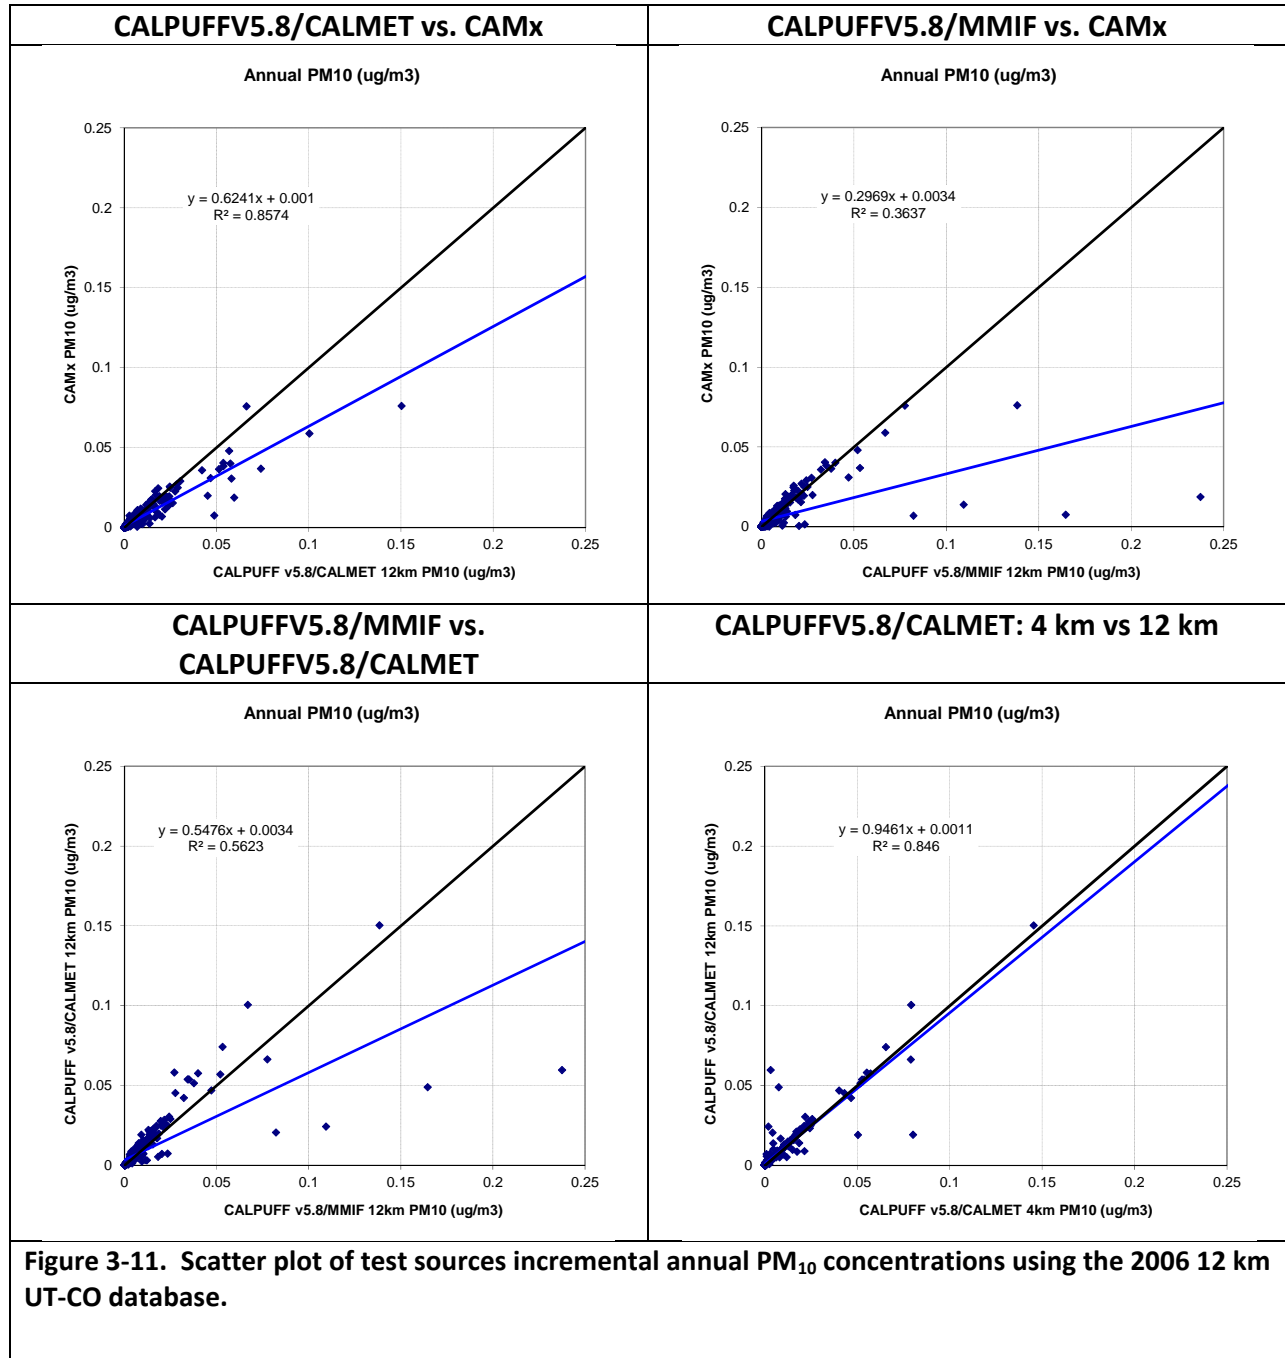 CALPUFFV5.8/CALMET vs. CAMx
Annual PM10 (ug/m3)
0.25
0.2
0.15
0.1
0.05
0
y = 0.6241x + 0.001
R² = 0.8574
CAMx PM10 (ug/m3)
0
0.05
0.1
0.15
0.2
0.25
CALPUFF v5.8/CALMET 12km PM10 (ug/m3)
CALPUFFV5.8/MMIF vs. CAMx
Annual PM10 (ug/m3)
0.25
0.2
0.15
0.1
0.05
0
y = 0.2969x + 0.0034
R² = 0.3637
CAMx PM10 (ug/m3)
0
0.05
0.1
0.15
0.2
0.25
CALPUFF v5.8/MMIF 12km PM10 (ug/m3)
CALPUFFV5.8/MMIF vs.
CALPUFFV5.8/CALMET
Annual PM10 (ug/m3)
0.25
0.2
0.15
0.1
0.05
0
y = 0.5476x + 0.0034
R² = 0.5623
CALPUFF v5.8/CALMET 12km PM10 (ug/m3)
0
0.05
0.1
0.15
0.2
0.25
CALPUFF v5.8/MMIF 12km PM10 (ug/m3)
CALPUFFV5.8/CALMET: 4 km vs 12 km
Annual PM10 (ug/m3)
0.25
0.2
0.15
0.1
0.05
0
y = 0.9461x + 0.0011
R² = 0.846
CALPUFF v5.8/CALMET 12km PM10 (ug/m3)
0
0.05
0.1
0.15
0.2
0.25
CALPUFF v5.8/CALMET 4km PM10 (ug/m3)
Figure 3-11. Scatter plot of test sources incremental annual PM₁₀ concentrations using the 2006 12 km
UT-CO database.